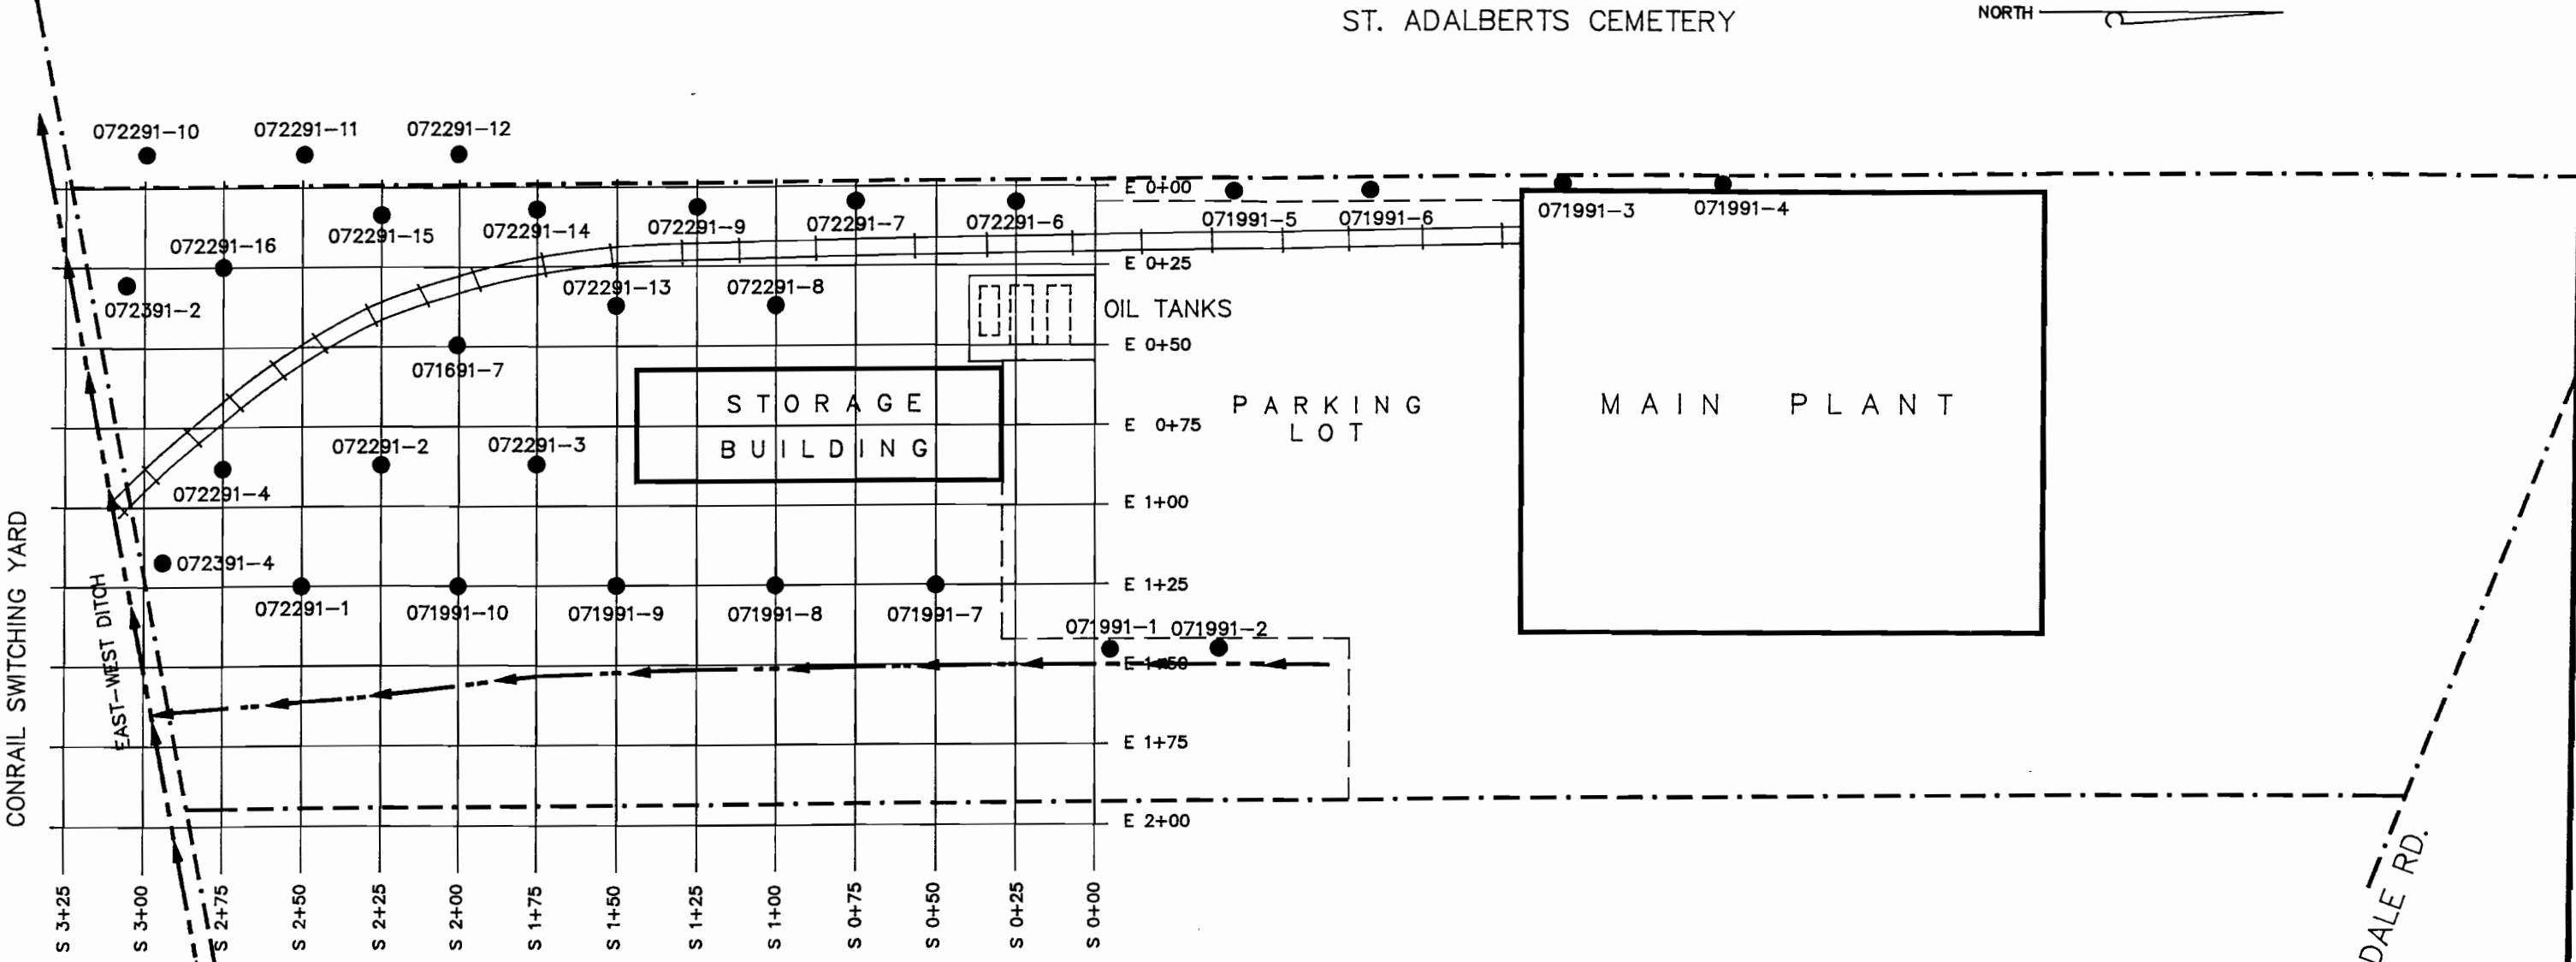 ST. ADALBERTS CEMETERY
NORTH
072291-10
072291-11
072291-12
E 0+00
072291-16
072291-15
072291-14
072291-9
072291-7
072291-6
071991-5
071991-6
071991-3
071991-4
E 0+25
072391-2
072291-13
072291-8
OIL TANKS
E 0+50
071691-7
STORAGE
BUILDING
PARKING
LOT
MAIN PLANT
E 0+75
072291-4
072291-2
072291-3
E 1+00
072391-4
E 1+25
072291-1
071991-10
071991-9
071991-8
071991-7
071991-1
071991-2
E 1+50
E 1+75
E 2+00
CONRAIL SWITCHING YARD
EAST-WEST DITCH
S 3+25
S 3+00
S 2+75
S 2+50
S 2+25
S 2+00
S 1+75
S 1+50
S 1+25
S 1+00
S 0+75
S 0+50
S 0+25
S 0+00
DALE RD.